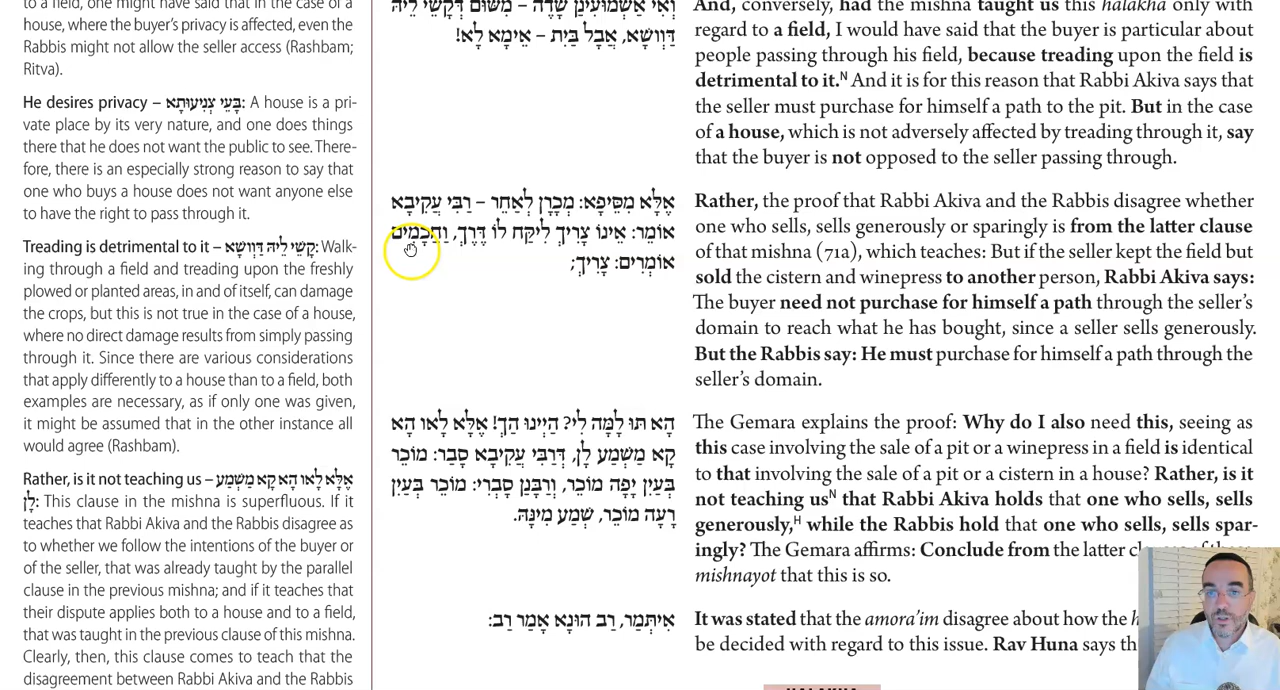 to a field, one might have said that in the case of a
house, where the buyer's privacy is affected, even the
Rabbis might not allow the seller access (Rashbam;
Ritva).
He desires privacy – בָּעֵי צְנִיעוּתָא: A house is a pri-
vate place by its very nature, and one does things
there that he does not want the public to see. There-
fore, there is an especially strong reason to say that
one who buys a house does not want anyone else
to have the right to pass through it.
Treading is detrimental to it – קָשֵׁי לֵיהּ דַּוְושָׁא: Walk-
ing through a field and treading upon the freshly
plowed or planted areas, in and of itself, can damage
the crops, but this is not true in the case of a house,
where no direct damage results from simply passing
through it. Since there are various considerations
that apply differently to a house than to a field, both
examples are necessary, as if only one was given,
it might be assumed that in the other instance all
would agree (Rashbam).
Rather, is it not teaching us – אֶלָּא לָאו הָא קָא מַשְׁמַע
לָן: This clause in the mishna is superfluous. If it
teaches that Rabbi Akiva and the Rabbis disagree as
to whether we follow the intentions of the buyer or
of the seller, that was already taught by the parallel
clause in the previous mishna; and if it teaches that
their dispute applies both to a house and to a field,
that was taught in the previous clause of this mishna.
Clearly, then, this clause comes to teach that the
disagreement between Rabbi Akiva and the Rabbis
וְאִי אַשְׁמוּעִינַן שָׂדֶה – מִשּׁוּם דְּקָשֵׁי לֵיהּ
דַּוְושָׁא, אֲבָל בַּיִת – אֵימָא לָא!
אֶלָּא מִסֵּיפָא: מְכָרָן לְאַחֵר – רַבִּי עֲקִיבָא
אוֹמֵר: אֵינוֹ צָרִיךְ לִיקַּח לוֹ דֶּרֶךְ, וַחֲכָמִים
אוֹמְרִים: צָרִיךְ;
הָא תּוּ לָמָּה לִי? הַיְינוּ הַךְ! אֶלָּא לָאו הָא
קָא מַשְׁמַע לָן, דְּרַבִּי עֲקִיבָא סָבַר: מוֹכֵר
בְּעַיִן יָפָה מוֹכֵר, וְרַבָּנַן סָבְרִי: מוֹכֵר בְּעַיִן
רָעָה מוֹכֵר, שְׁמַע מִינָּהּ.
אִיתְּמַר, רַב הוּנָא אָמַר רַב:
And, conversely, had the mishna taught us this halakha only with
regard to a field, I would have said that the buyer is particular about
people passing through his field, because treading upon the field is
detrimental to it.N And it is for this reason that Rabbi Akiva says that
the seller must purchase for himself a path to the pit. But in the case
of a house, which is not adversely affected by treading through it, say
that the buyer is not opposed to the seller passing through.
Rather, the proof that Rabbi Akiva and the Rabbis disagree whether
one who sells, sells generously or sparingly is from the latter clause
of that mishna (71a), which teaches: But if the seller kept the field but
sold the cistern and winepress to another person, Rabbi Akiva says:
The buyer need not purchase for himself a path through the seller's
domain to reach what he has bought, since a seller sells generously.
But the Rabbis say: He must purchase for himself a path through the
seller's domain.
The Gemara explains the proof: Why do I also need this, seeing as
this case involving the sale of a pit or a winepress in a field is identical
to that involving the sale of a pit or a cistern in a house? Rather, is it
not teaching usN that Rabbi Akiva holds that one who sells, sells
generously,H while the Rabbis hold that one who sells, sells spar-
ingly? The Gemara affirms: Conclude from the latter
mishnayot that this is so.
It was stated that the amora'im disagree about how the
be decided with regard to this issue. Rav Huna says